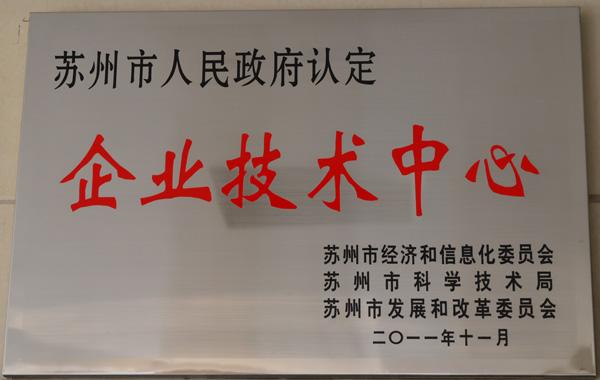 苏州市人民政府认定
企业技术中心
苏州市经济和信息化委员会
苏州市科学技术局
苏州市发展和改革委员会
二〇一一年十一月